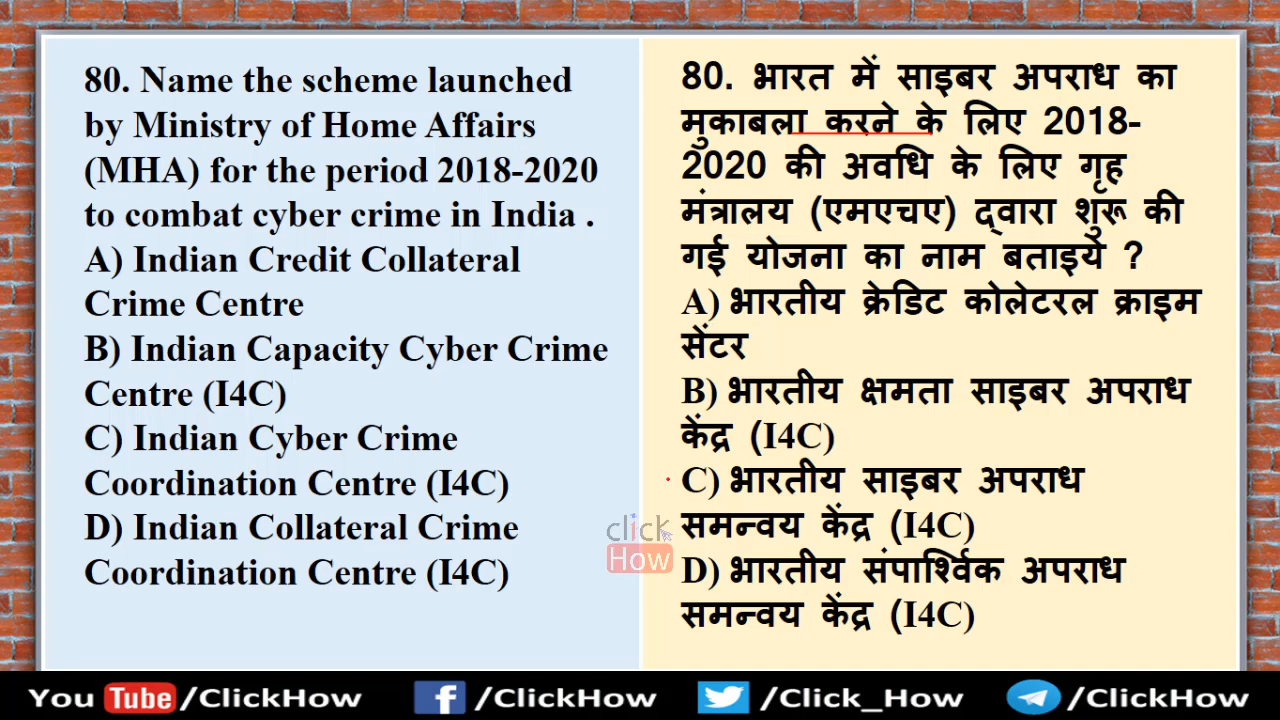 80. Name the scheme launched
by Ministry of Home Affairs
(MHA) for the period 2018-2020
to combat cyber crime in India .
A) Indian Credit Collateral
Crime Centre
B) Indian Capacity Cyber Crime
Centre (I4C)
C) Indian Cyber Crime
Coordination Centre (I4C)
D) Indian Collateral Crime
Coordination Centre (I4C)
80. भारत में साइबर अपराध का
मुकाबला करने के लिए 2018-
2020 की अवधि के लिए गृह
मंत्रालय (एमएचए) द्वारा शुरू की
गई योजना का नाम बताइये ?
A) भारतीय क्रेडिट कोलेटरल क्राइम
सेंटर
B) भारतीय क्षमता साइबर अपराध
केंद्र (I4C)
C) भारतीय साइबर अपराध
समन्वय केंद्र (I4C)
D) भारतीय संपार्श्विक अपराध
समन्वय केंद्र (I4C)
click
How
You Tube /ClickHow
f /ClickHow
/Click_How
/ClickHow